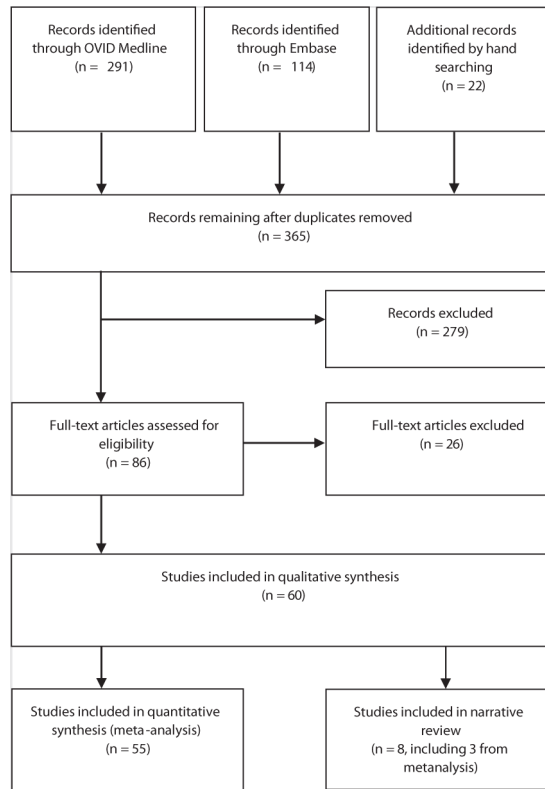 Records identified
through OVID Medline
(n = 291)
Records identified
through Embase
(n = 114)
Additional records
identified by hand
searching
(n = 22)
Records remaining after duplicates removed
(n = 365)
Records excluded
(n = 279)
Full-text articles assessed for
eligibility
(n = 86)
Full-text articles excluded
(n = 26)
Studies included in qualitative synthesis
(n = 60)
Studies included in quantitative
synthesis (meta-analysis)
(n = 55)
Studies included in narrative
review
(n = 8, including 3 from
metanalysis)